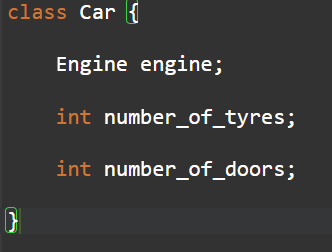 class Car {
Engine engine;
int number_of_tyres;
int number_of_doors;
}